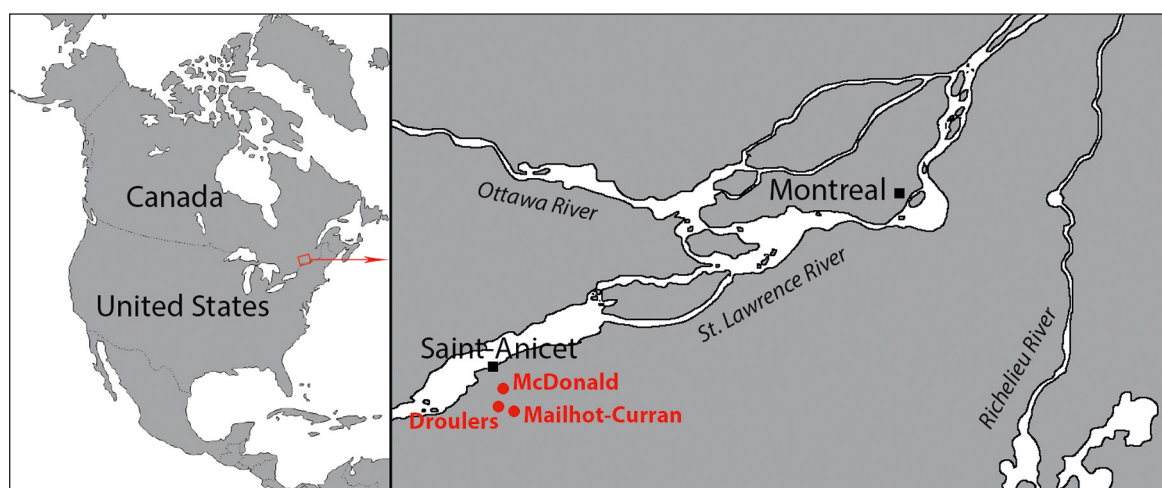 Canada
United States
Ottawa River
Montreal
St. Lawrence River
Richelieu River
Saint-Anicet
McDonald
Droulers
Mailhot-Curran